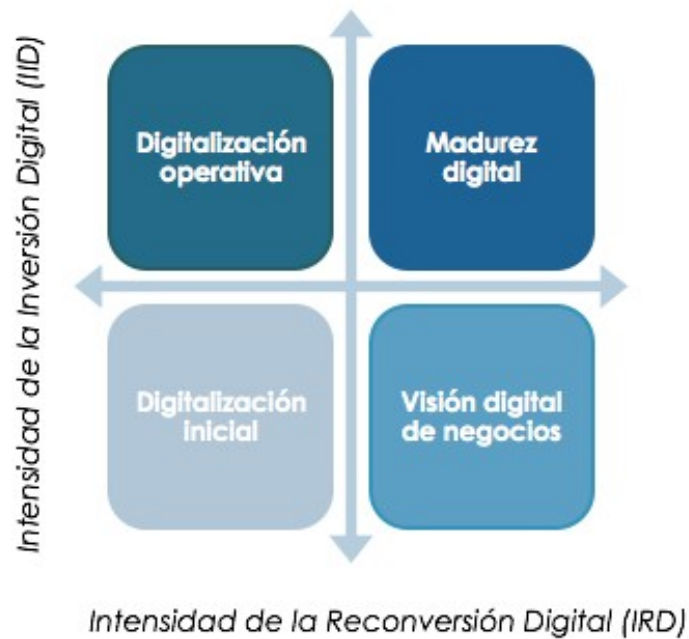 Intensidad de la Inversión Digital (IID)
Digitalización
operativa
Madurez
digital
Digitalización
inicial
Visión digital
de negocios
Intensidad de la Reconversión Digital (IRD)